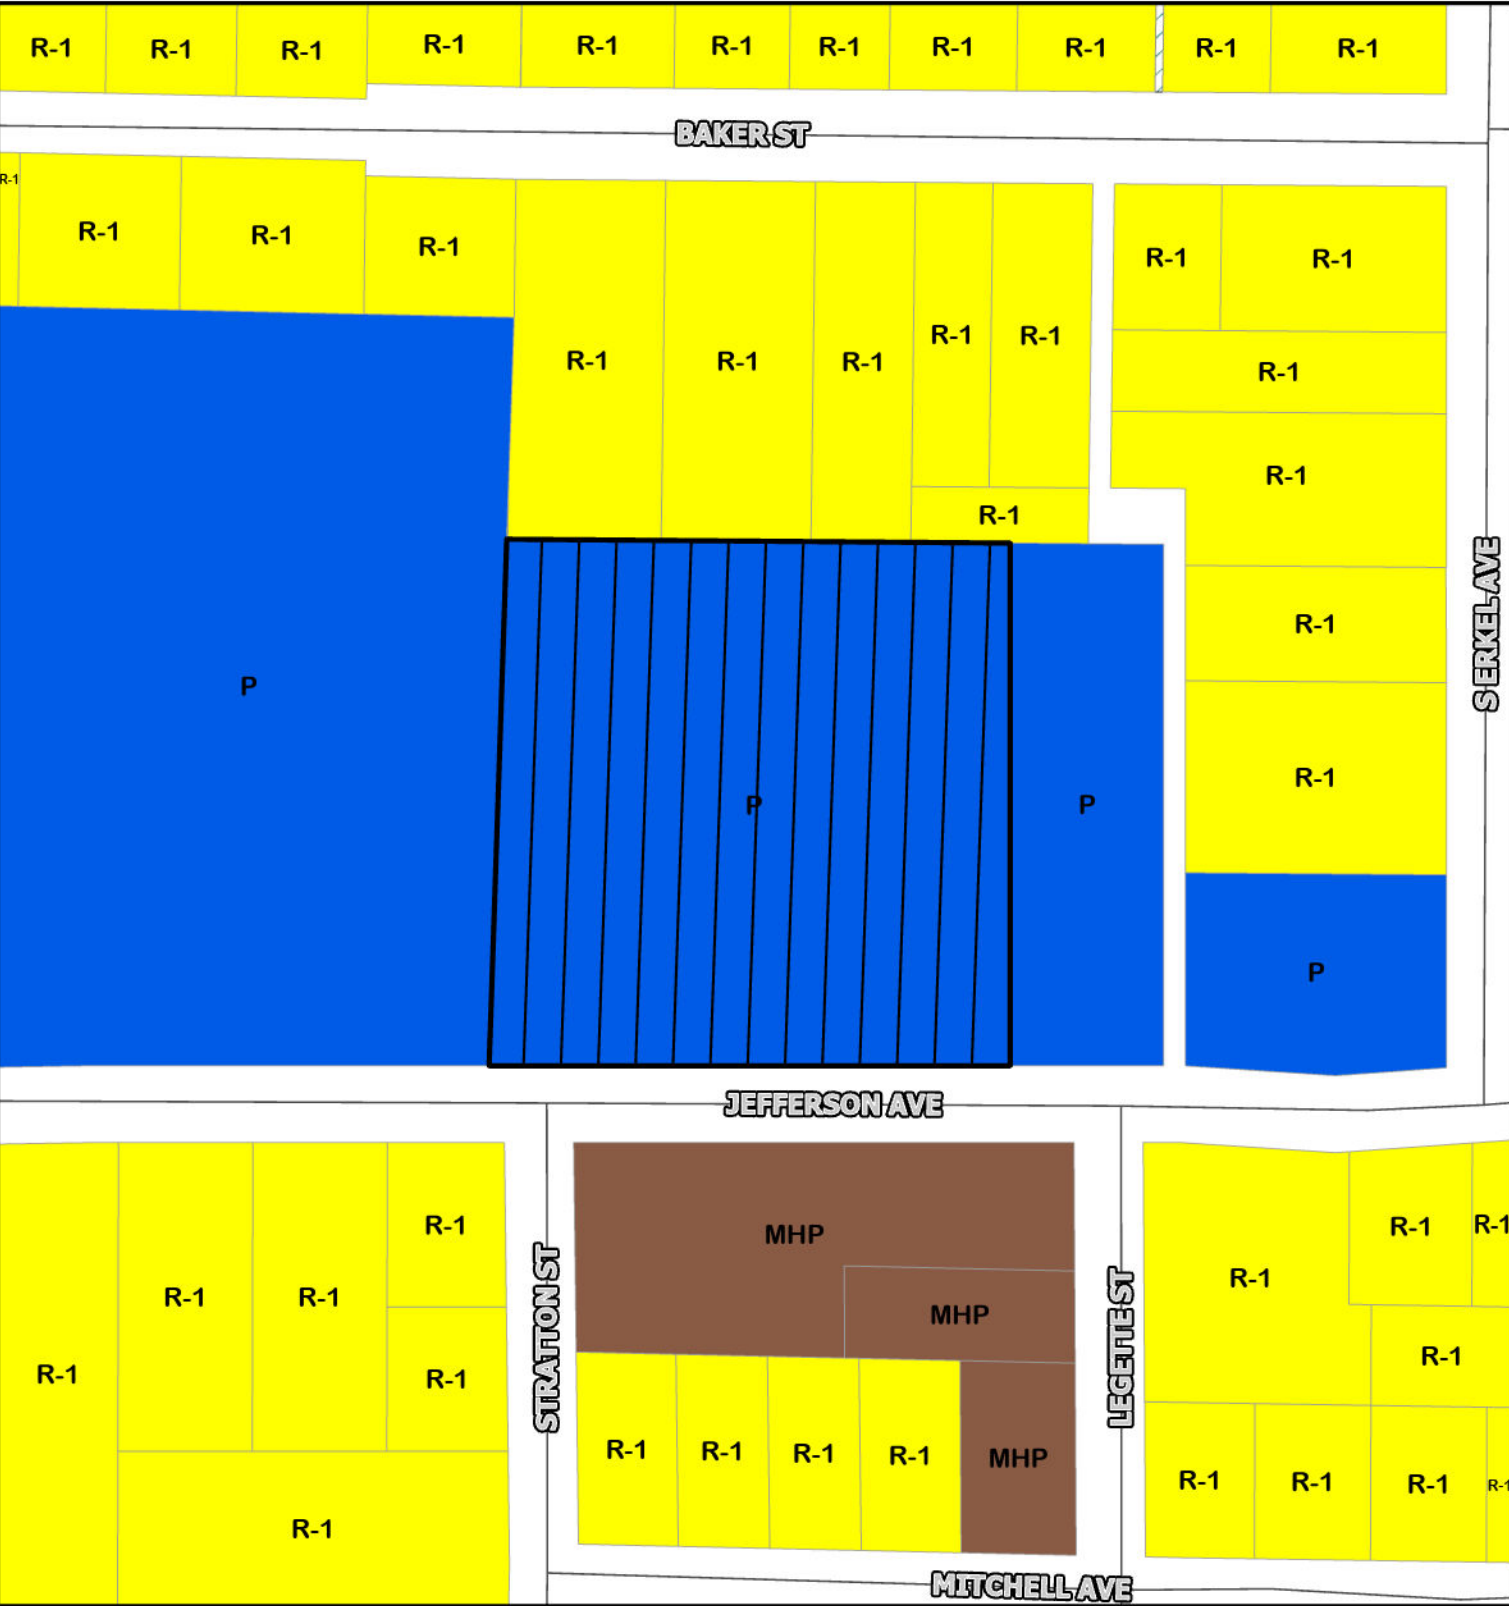 R-1 R-1 R-1 R-1 R-1 R-1 R-1 R-1 R-1 R-1 R-1
BAKER ST
R-1 R-1 R-1 R-1 R-1 R-1
R-1 R-1 R-1 R-1 R-1
R-1
R-1
R-1
R-1
S ERKEL AVE
R-1
P
R-1
P P
P
JEFFERSON AVE
R-1 R-1 R-1
MHP
R-1
R-1 R-1
MHP
R-1
STRATTON ST
LEGETTE ST
R-1 R-1
R-1 R-1 R-1 R-1 MHP
R-1 R-1 R-1 R-1
R-1
MITCHELL AVE